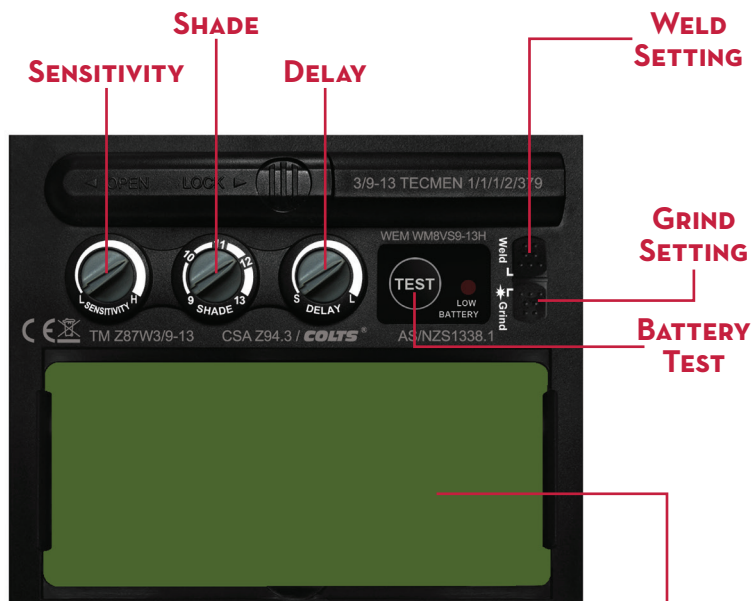 SHADE
WELD
SETTING
SENSITIVITY
DELAY
◄ OPEN LOCK ►
3/9-13 TECMEN 1/1/1/2/379
WEM WM8VS9-13H
Weld
L SENSITIVITY H
9 10 11 12 13 SHADE
S DELAY L
TEST
LOW
BATTERY
Grind
GRIND
SETTING
CE TM Z87W3/9-13 CSA Z94.3 / COLTS® AS/NZS1338.1
BATTERY
TEST